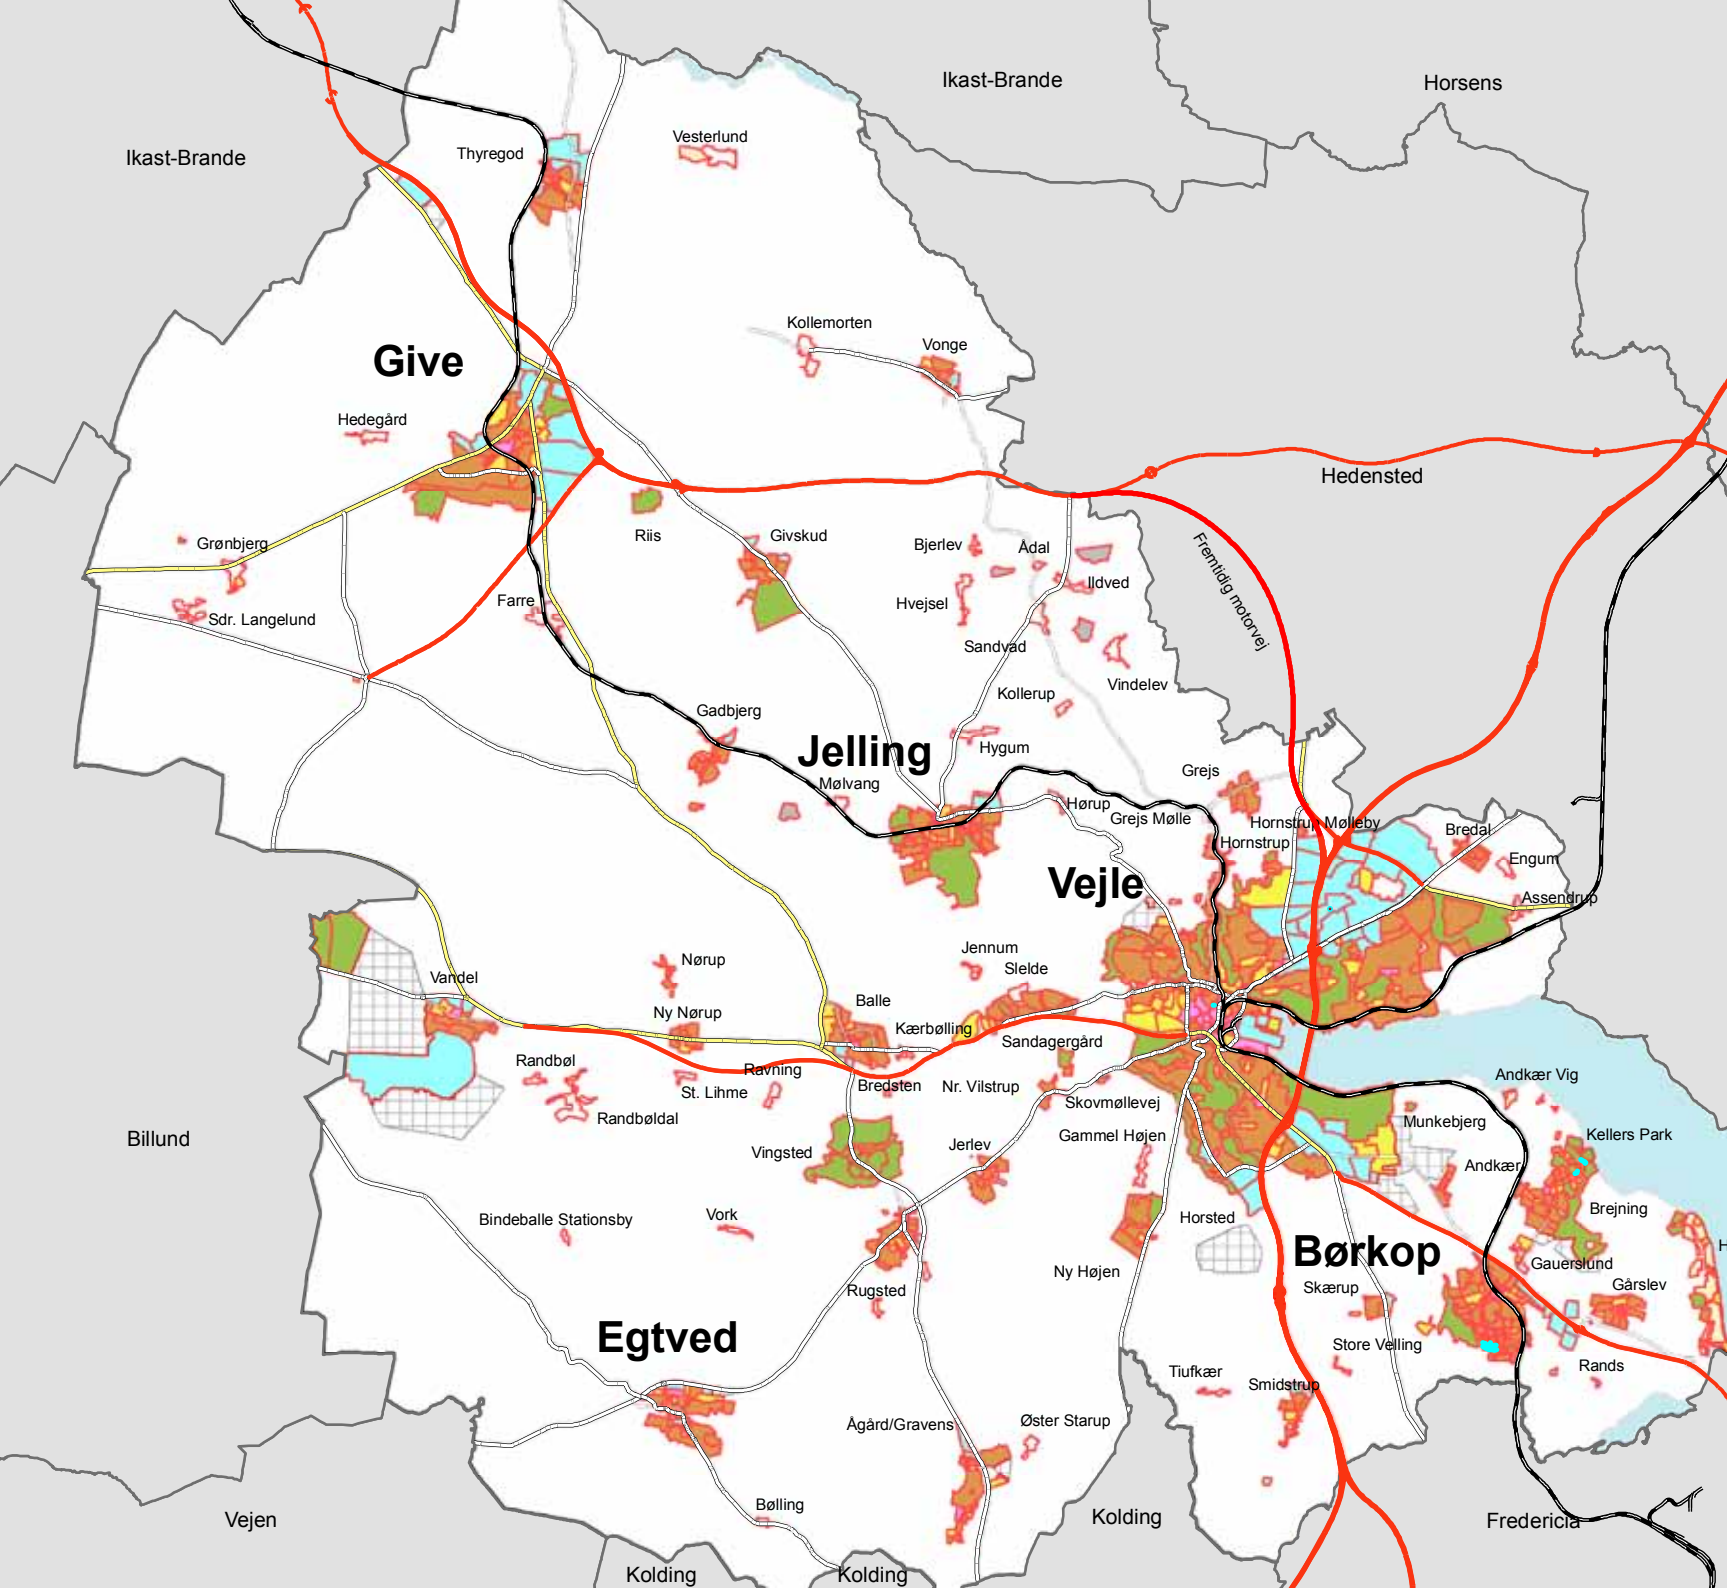 Ikast-Brande
Horsens
Vesterlund
Thyregod
Ikast-Brande
Kollemorten
Vonge
Give
Hedegård
Hedensted
Riis
Givskud
Grønbjerg
Bjerlev
Ådal
Fremtidig motorvej
Ildved
Farre
Hvejsel
Sdr. Langelund
Sandvad
Vindelev
Kollerup
Gadbjerg
Jelling
Hygum
Grejs
Mølvang
Hørup
Grejs Mølle
Hornstrup Mølleby
Bredal
Hornstrup
Engum
Vejle
Assendrup
Jennum
Nørup
Slelde
Vandel
Balle
Ny Nørup
Kærbølling
Sandagergård
Randbøl
Ravning
Andkær Vig
St. Lihme
Bredsten
Nr. Vilstrup
Skovmøllevej
Randbøldal
Munkebjerg
Billund
Gammel Højen
Kellers Park
Vingsted
Jerlev
Andkær
Brejning
Vork
Bindeballe Stationsby
Horsted
Børkop
H
Gauerslund
Ny Højen
Gårslev
Rugsted
Skærup
Egtved
Store Velling
Rands
Tiufkær
Smidstrup
Ågård/Gravens
Øster Starup
Bølling
Vejen
Kolding
Fredericia
Kolding
Kolding